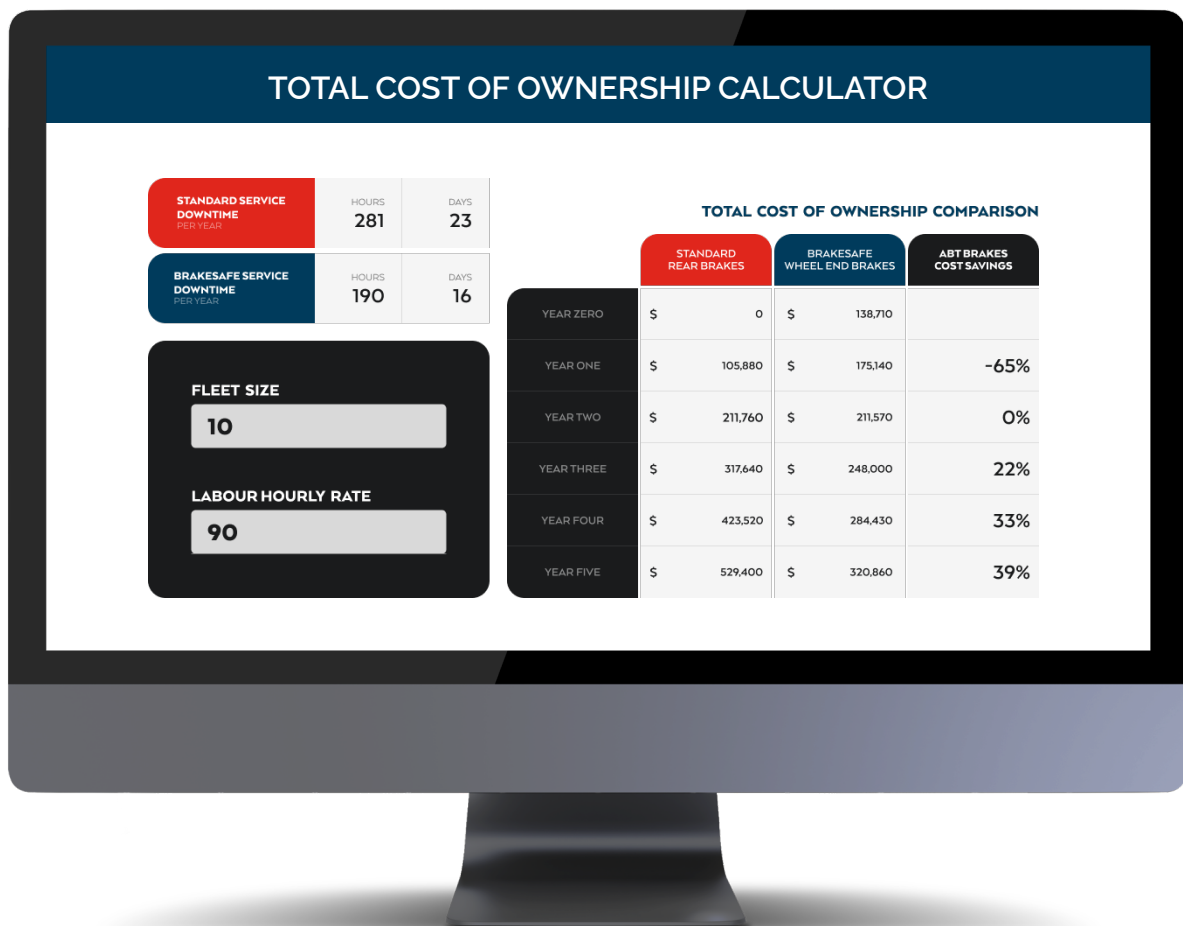 TOTAL COST OF OWNERSHIP CALCULATOR
STANDARD SERVICE
DOWNTIME
PER YEAR
HOURS
281
DAYS
23
BRAKESAFE SERVICE
DOWNTIME
PER YEAR
HOURS
190
DAYS
16
FLEET SIZE
10
LABOUR HOURLY RATE
90
TOTAL COST OF OWNERSHIP COMPARISON
STANDARD
REAR BRAKES
BRAKESAFE
WHEEL END BRAKES
ABT BRAKES
COST SAVINGS
YEAR ZERO $ 0 $ 138,710
YEAR ONE $ 105,880 $ 175,140 -65%
YEAR TWO $ 211,760 $ 211,570 0%
YEAR THREE $ 317,640 $ 248,000 22%
YEAR FOUR $ 423,520 $ 284,430 33%
YEAR FIVE $ 529,400 $ 320,860 39%